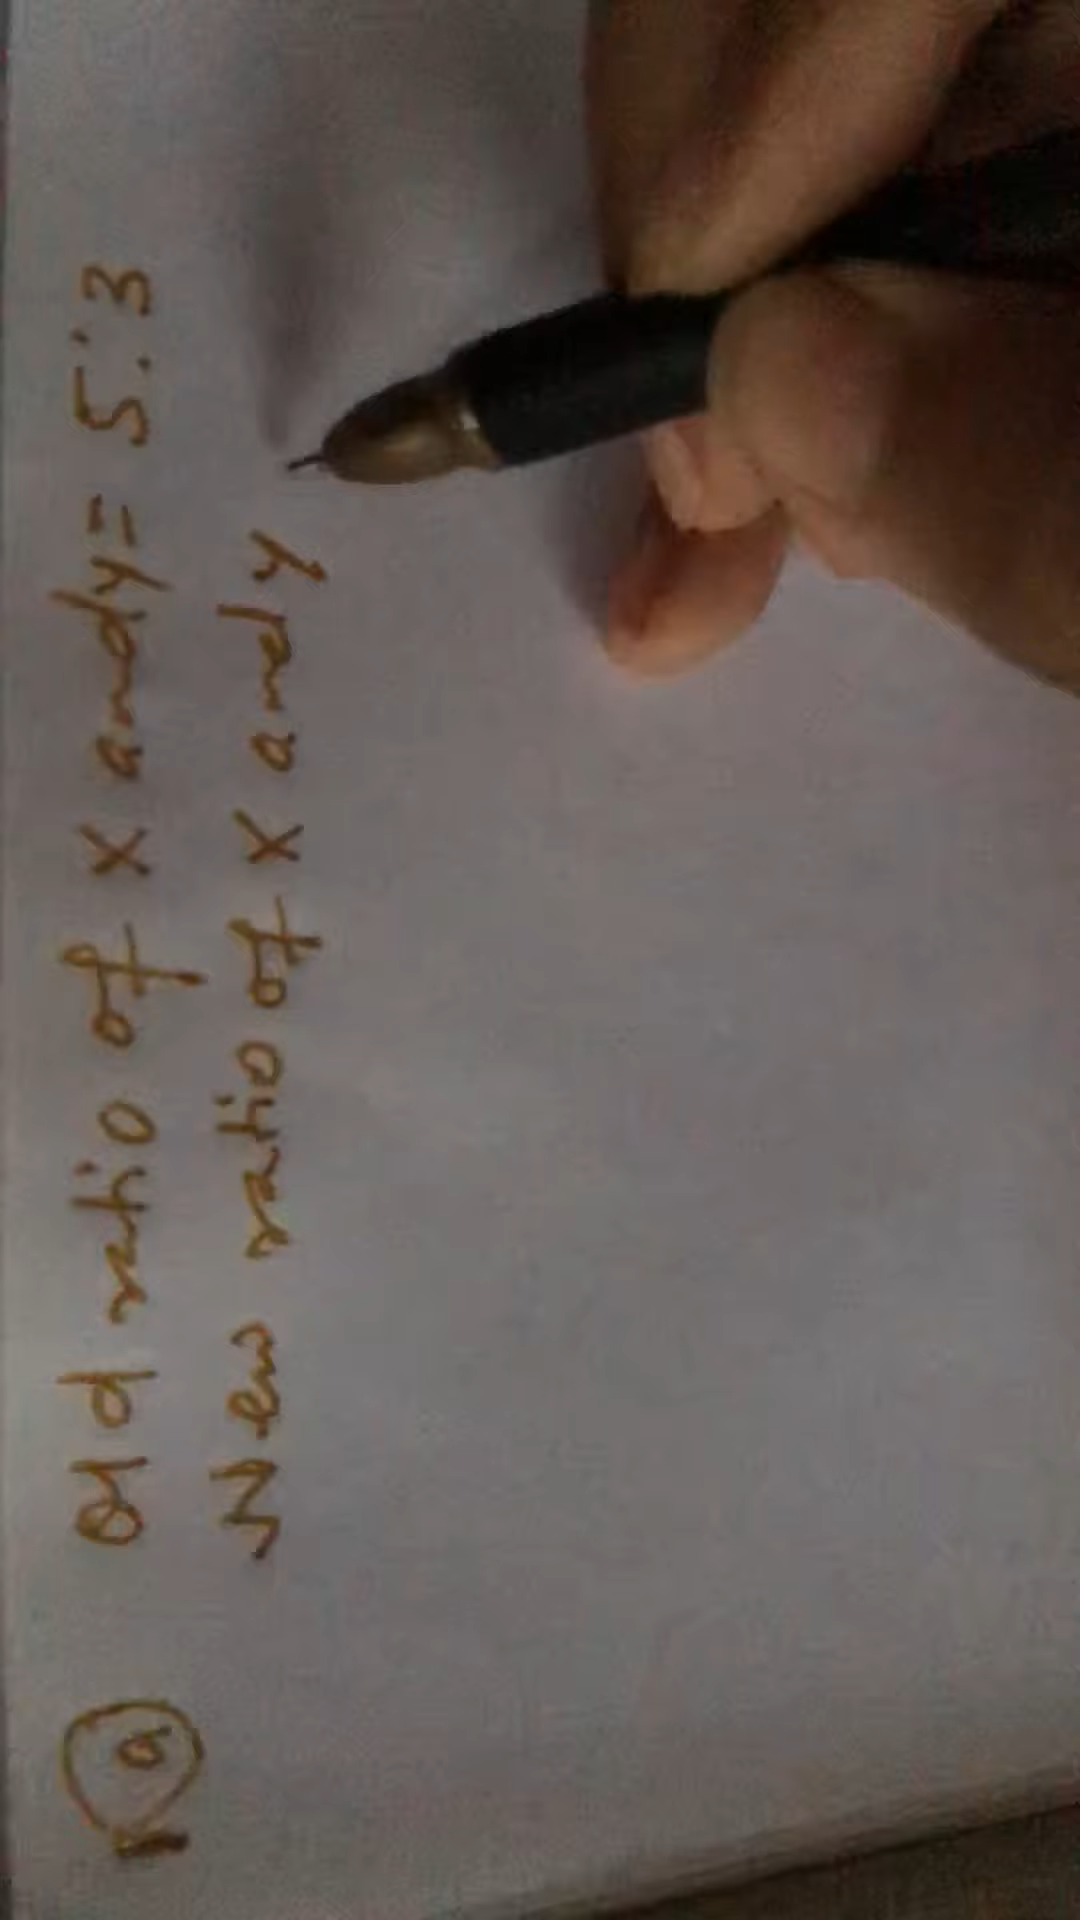 (a) Old ratio of x and y = 5:3
New ratio of x and y